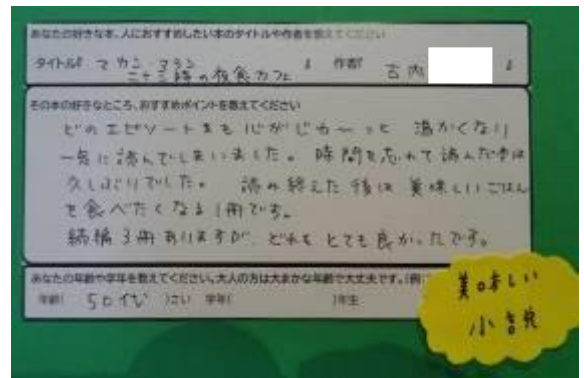 あなたの好きな本、人におすすめしたい本のタイトルや作者を教えてください
タイトル『マカン・マラン
二十三時の夜食カフェ』 作者『古内 』
その本の好きなところ、おすすめポイントを教えてください
どのエピソードも心がじわ〜っと温かくなり
一気に読んでしまいました。時間を忘れて読んだ本は
久しぶりでした。 読み終えた後は美味しいごはん
を食べたくなる1冊です。
続編3冊ありますが、どれもとても良かったです。
あなたの年齢や学年を教えてください。大人の方は大まかな年齢で大丈夫です。(例)
年齢( 50代 )さい 学年( )年生
美味しい
小説